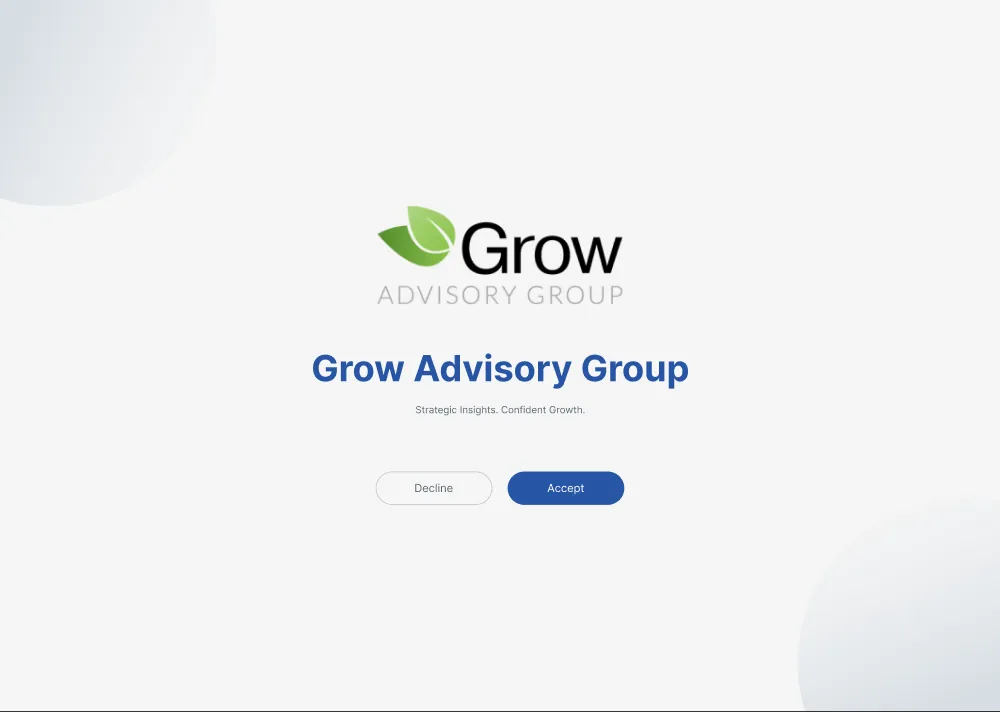 Grow
ADVISORY GROUP
Grow Advisory Group
Strategic Insights. Confident Growth.
Decline
Accept